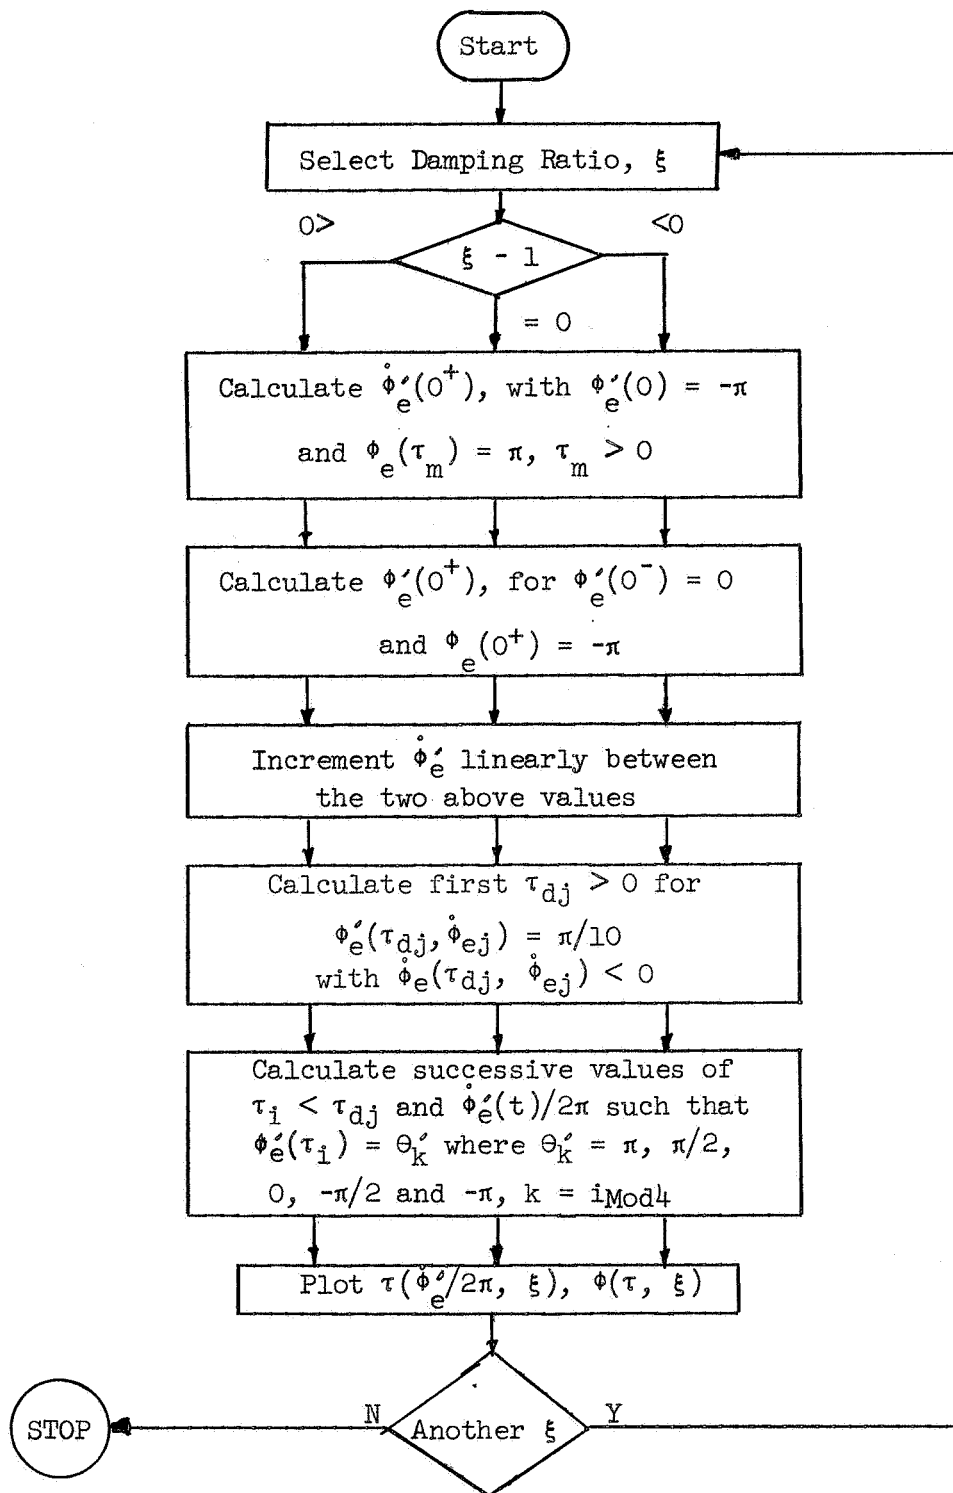 Start
Select Damping Ratio, ξ
0> <0
ξ - 1
= 0
Calculate φ̊′e(0⁺), with φ′e(0) = -π
and φe(τm) = π, τm > 0
Calculate φ′e(0⁺), for φ′e(0⁻) = 0
and φe(0⁺) = -π
Increment φ̊′e linearly between
the two above values
Calculate first τdj > 0 for
φ′e(τdj, φ̊ej) = π/10
with φ̊e(τdj, φ̊ej) < 0
Calculate successive values of
τi < τdj and φ̊′e(t)/2π such that
φ′e(τi) = θ′k where θ′k = π, π/2,
0, -π/2 and -π, k = iMod4
Plot τ(φ̊′e/2π, ξ), φ(τ, ξ)
STOP N Another ξ Y